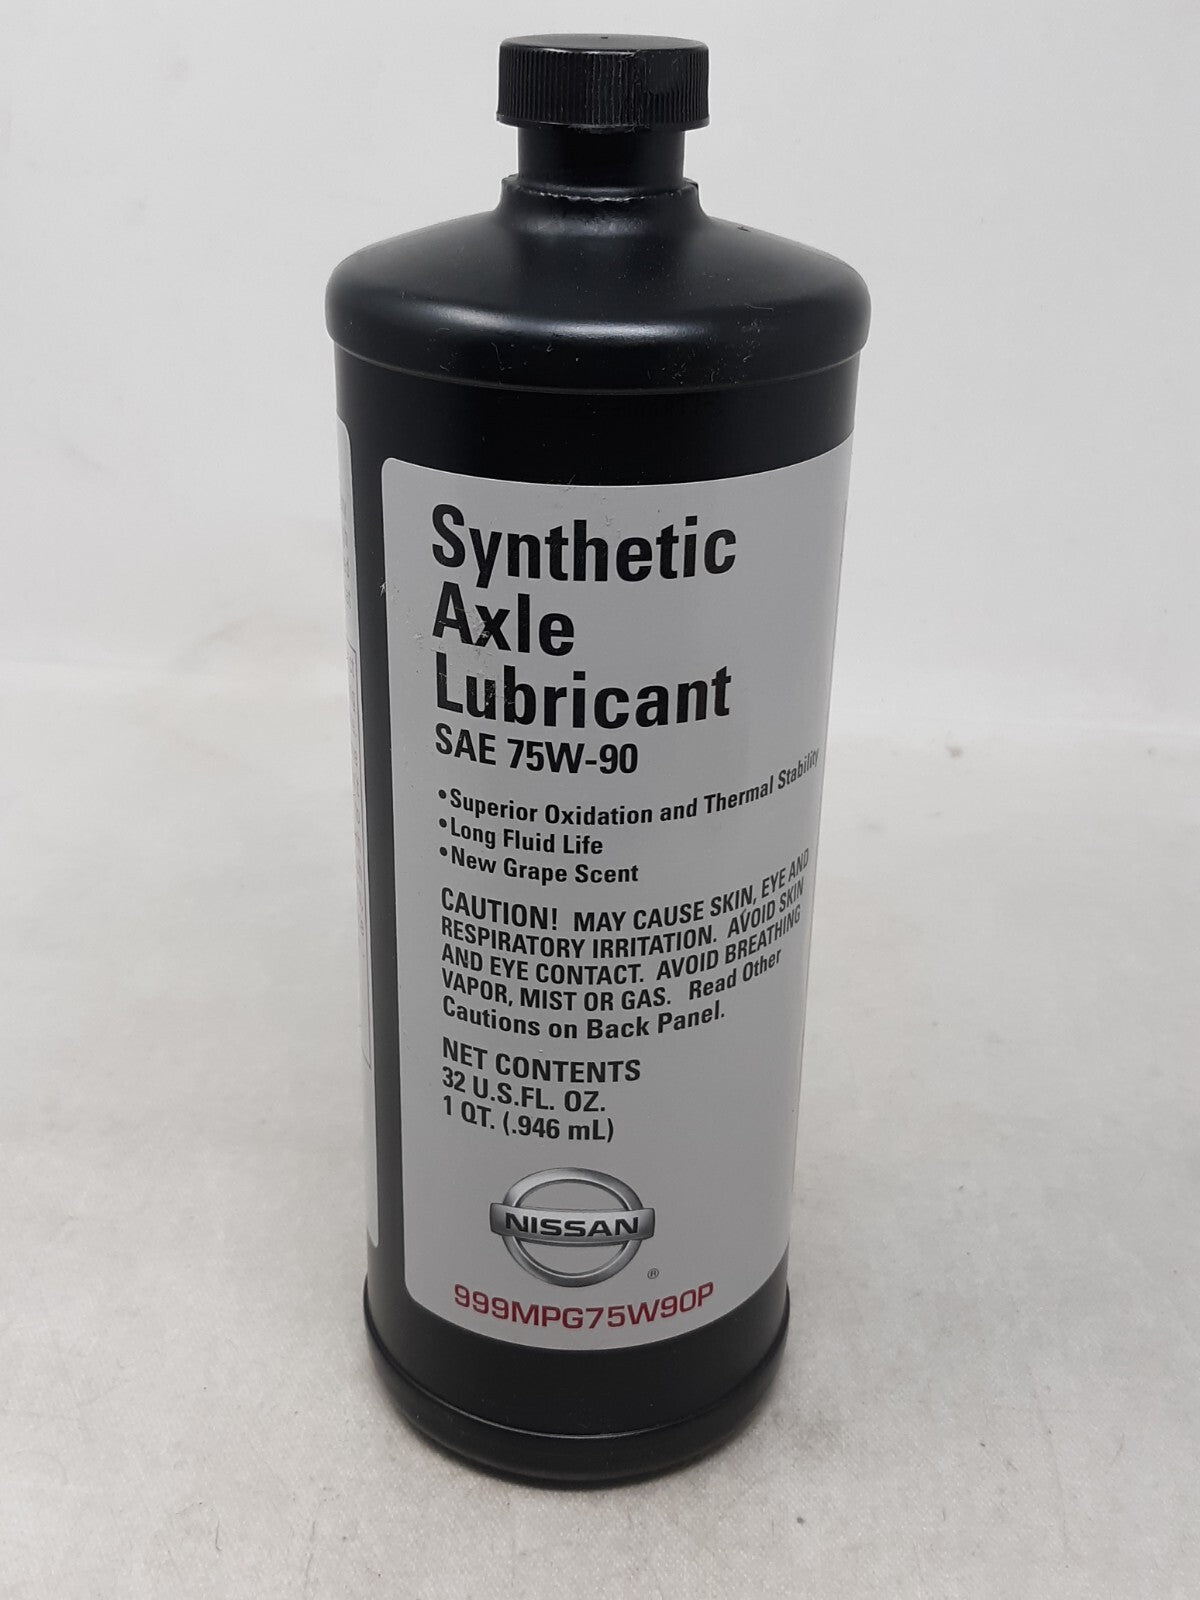 Synthetic
Axle
Lubricant
SAE 75W-90
•Superior Oxidation and Thermal Stability
•Long Fluid Life
•New Grape Scent
CAUTION! MAY CAUSE SKIN, EYE AND
RESPIRATORY IRRITATION. AVOID SKIN
AND EYE CONTACT. AVOID BREATHING
VAPOR, MIST OR GAS. Read Other
Cautions on Back Panel.
NET CONTENTS
32 U.S.FL. OZ.
1 QT. (.946 mL)
NISSAN
®
999MPG75W90P